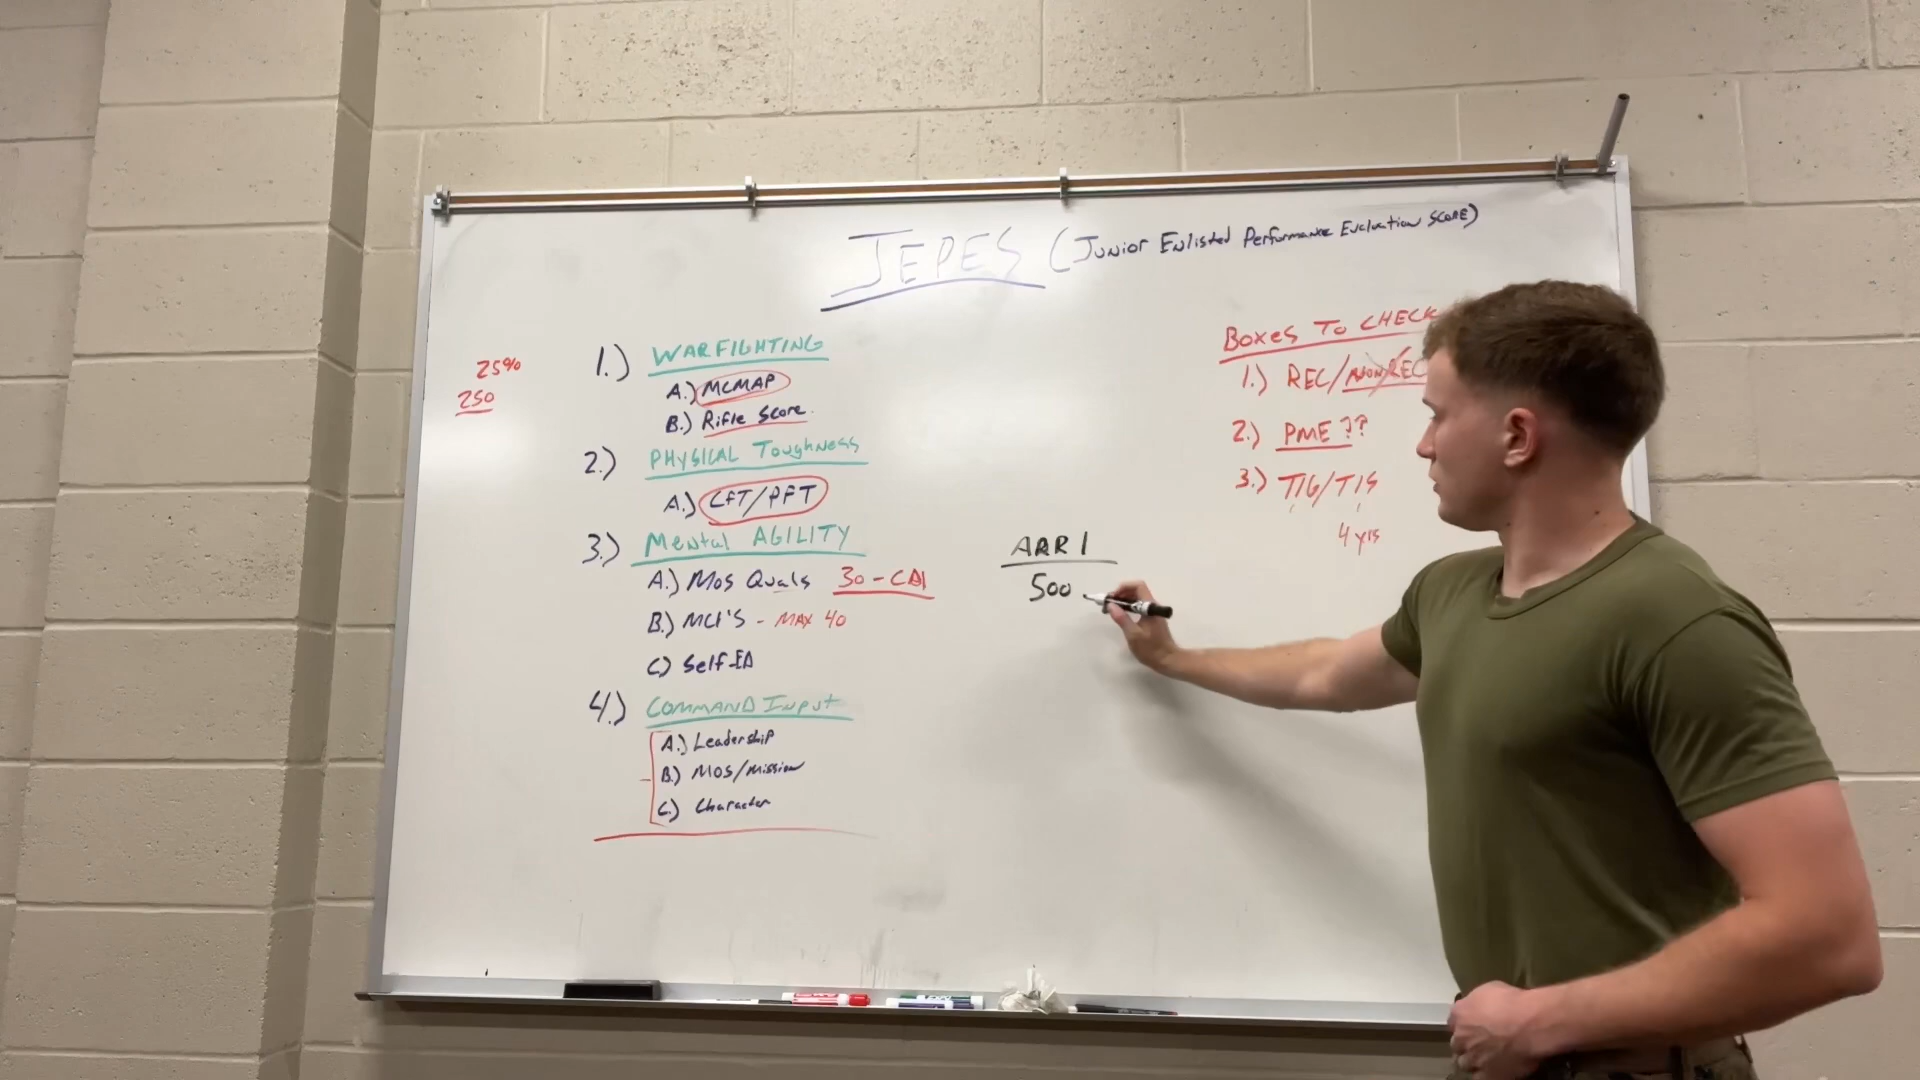 JEPES (Junior Enlisted Performance Evaluation Score)
25%
250
1.) WARFIGHTING
A.) MCMAP
B.) Rifle Score.
2.) PHYSICAL Toughness
A.) CFT/PFT
3.) Mental AGILITY
A.) MOS Quals 30-CDI
B.) MCI'S - MAX 40
C.) Self-ED
4.) COMMAND Input
A.) Leadership
B.) MOS/Mission
C.) Character
ARR 1
500
Boxes To CHECK
1.) REC/NON REC
2.) PME ??
3.) TIG/TIS
4 yrs